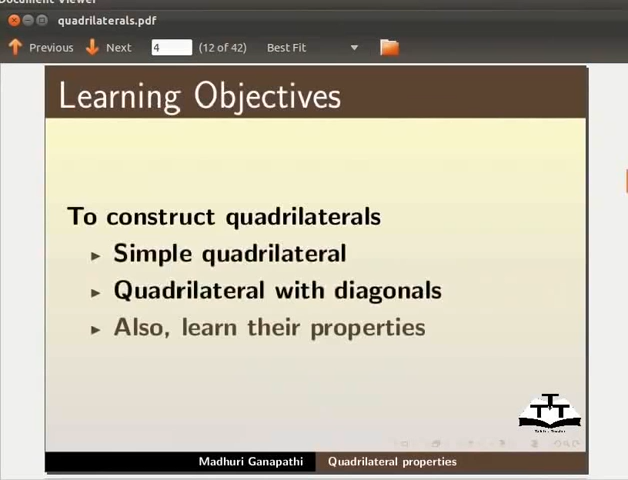 Document Viewer
quadrilaterals.pdf
Previous Next 4 (12 of 42) Best Fit
Learning Objectives
To construct quadrilaterals
Simple quadrilateral
Quadrilateral with diagonals
Also, learn their properties
Madhuri Ganapathi Quadrilateral properties